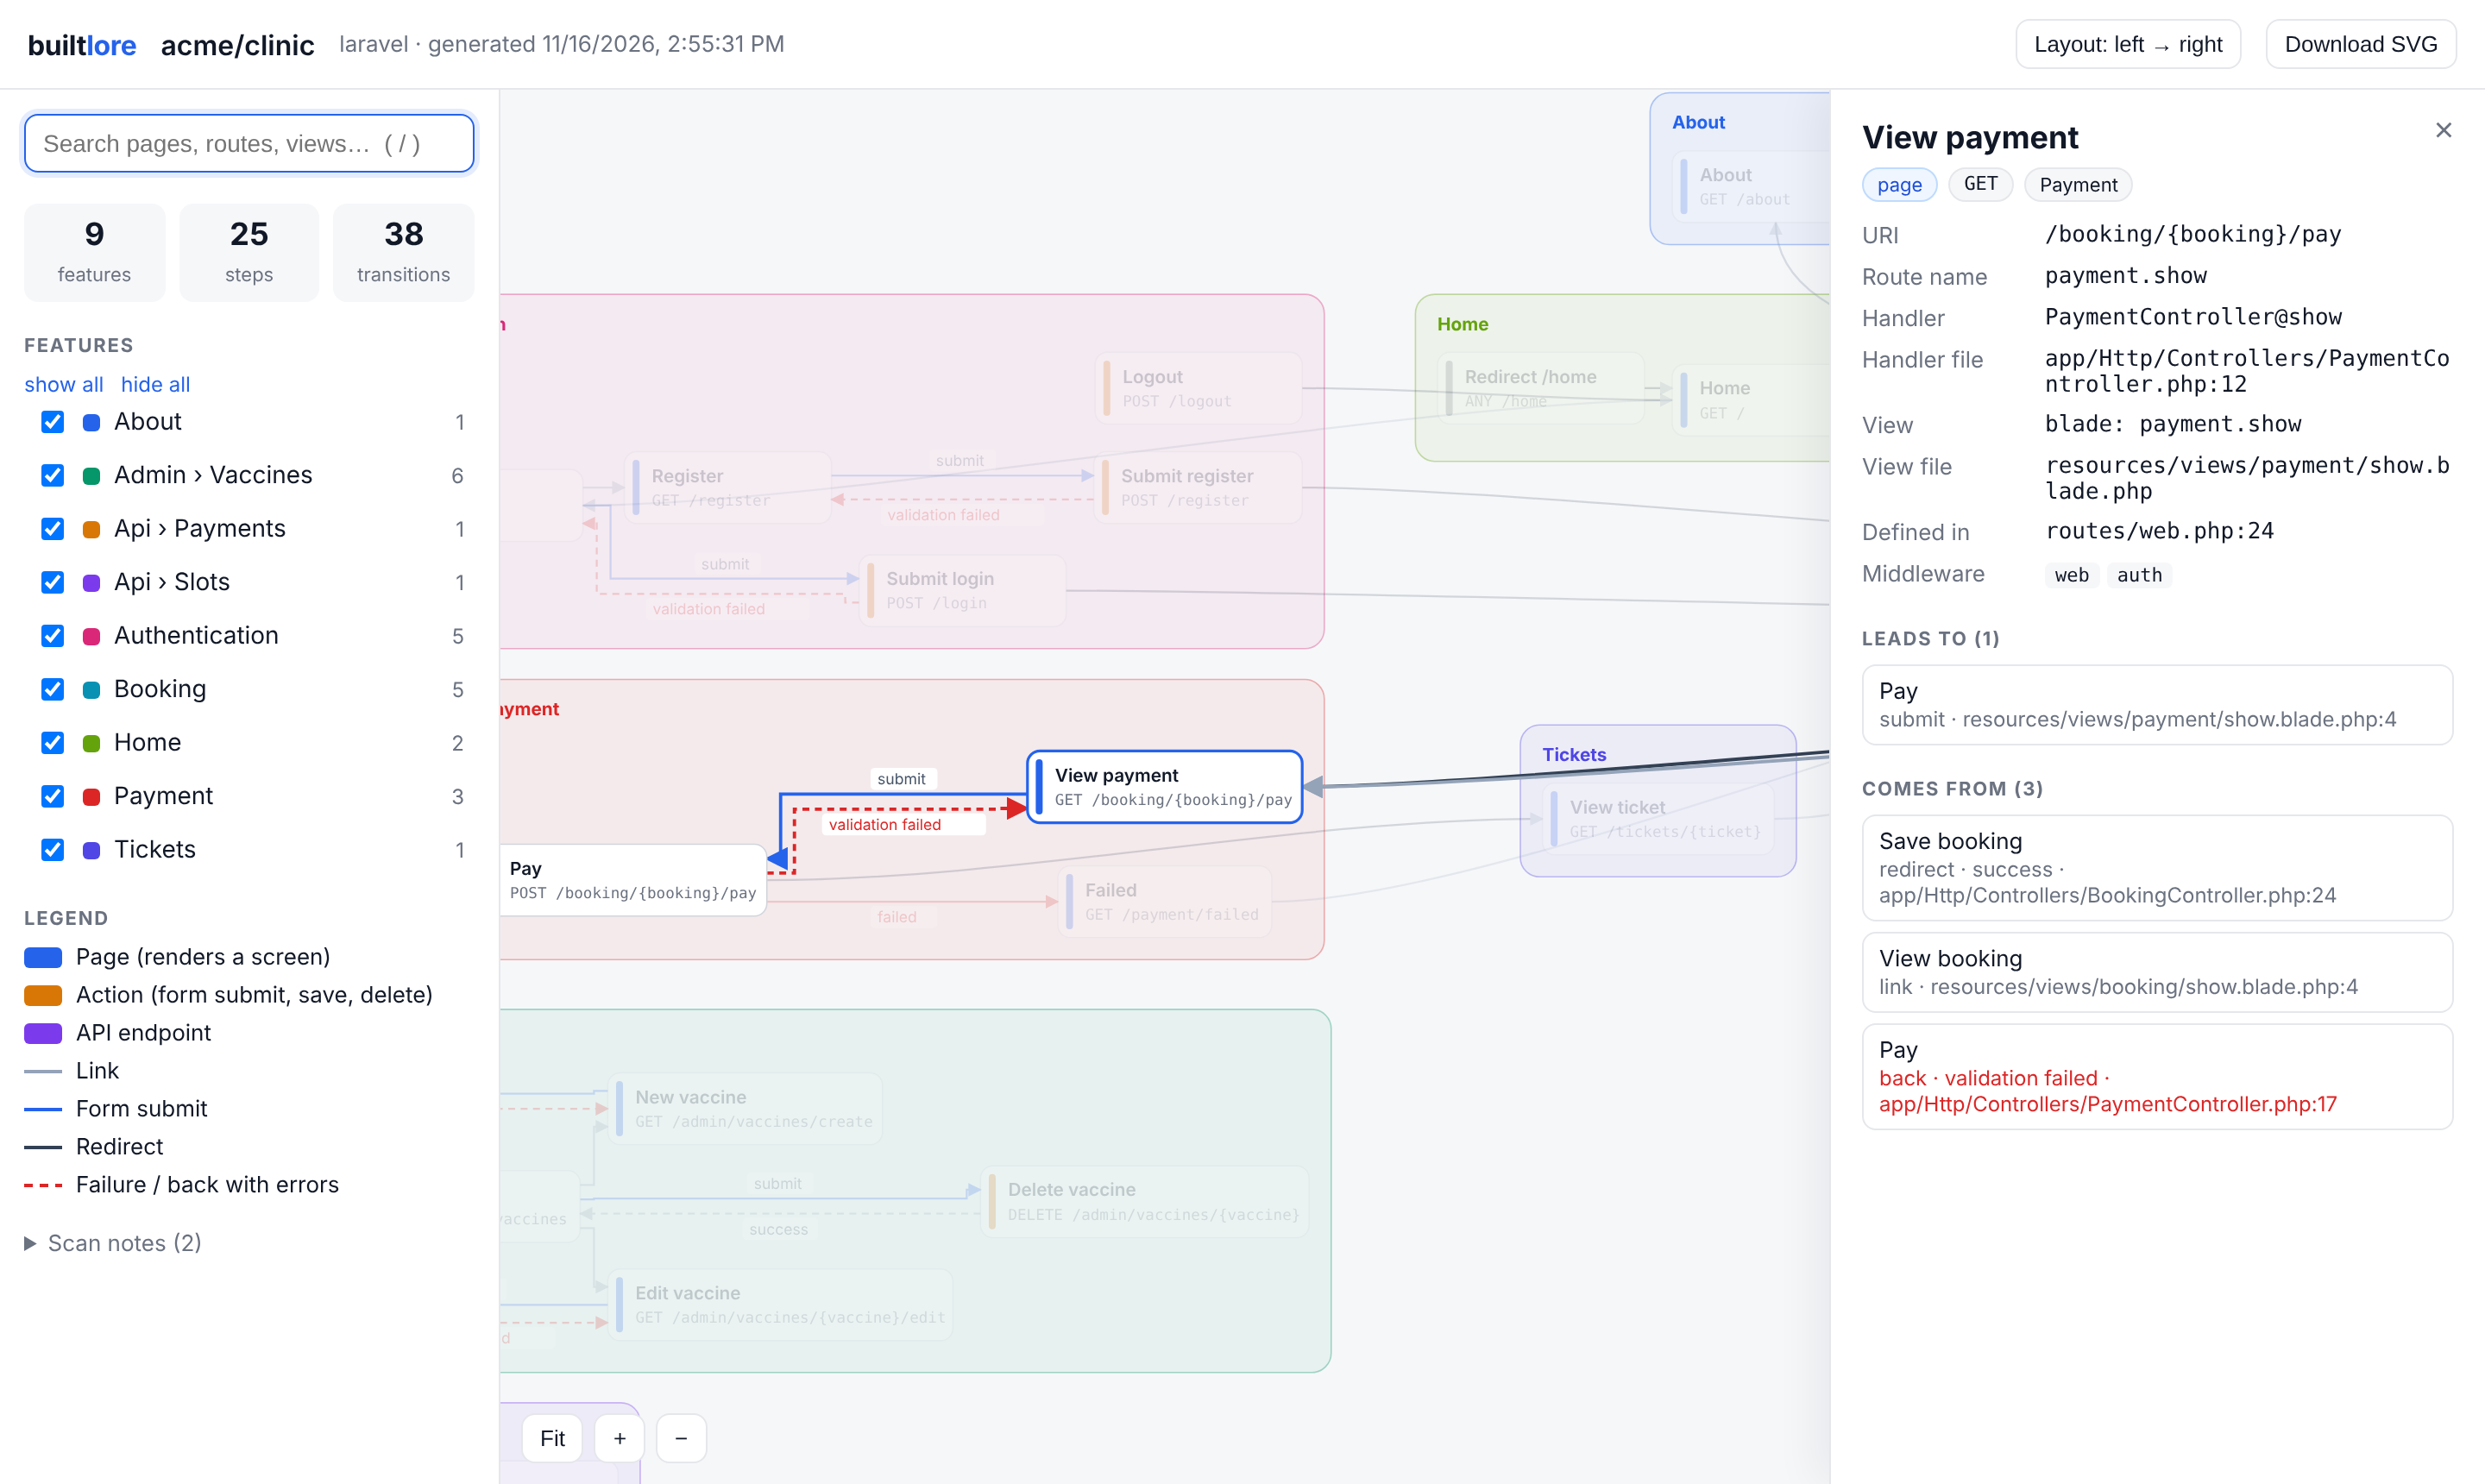 builtlore acme/clinic laravel · generated 11/16/2026, 2:55:31 PM
Layout: left → right
Download SVG
Search pages, routes, views… ( / )
9
features
25
steps
38
transitions
FEATURES
show all hide all
About 1
Admin › Vaccines 6
Api › Payments 1
Api › Slots 1
Authentication 5
Booking 5
Home 2
Payment 3
Tickets 1
LEGEND
Page (renders a screen)
Action (form submit, save, delete)
API endpoint
Link
Form submit
Redirect
Failure / back with errors
Scan notes (2)
About
About
GET /about
Logout
POST /logout
Register
GET /register
submit
Submit register
POST /register
validation failed
submit
Submit login
POST /login
validation failed
Home
Redirect /home
ANY /home
Home
GET /
ayment
submit
validation failed
View payment
GET /booking/{booking}/pay
Pay
POST /booking/{booking}/pay
failed
Failed
GET /payment/failed
Tickets
View ticket
GET /tickets/{ticket}
New vaccine
GET /admin/vaccines/create
vaccines
submit
success
Delete vaccine
DELETE /admin/vaccines/{vaccine}
Edit vaccine
GET /admin/vaccines/{vaccine}/edit
d
Fit
+
−
View payment
×
page GET Payment
URI /booking/{booking}/pay
Route name payment.show
Handler PaymentController@show
Handler file app/Http/Controllers/PaymentCo
ntroller.php:12
View blade: payment.show
View file resources/views/payment/show.b
lade.php
Defined in routes/web.php:24
Middleware web auth
LEADS TO (1)
Pay
submit · resources/views/payment/show.blade.php:4
COMES FROM (3)
Save booking
redirect · success ·
app/Http/Controllers/BookingController.php:24
View booking
link · resources/views/booking/show.blade.php:4
Pay
back · validation failed ·
app/Http/Controllers/PaymentController.php:17